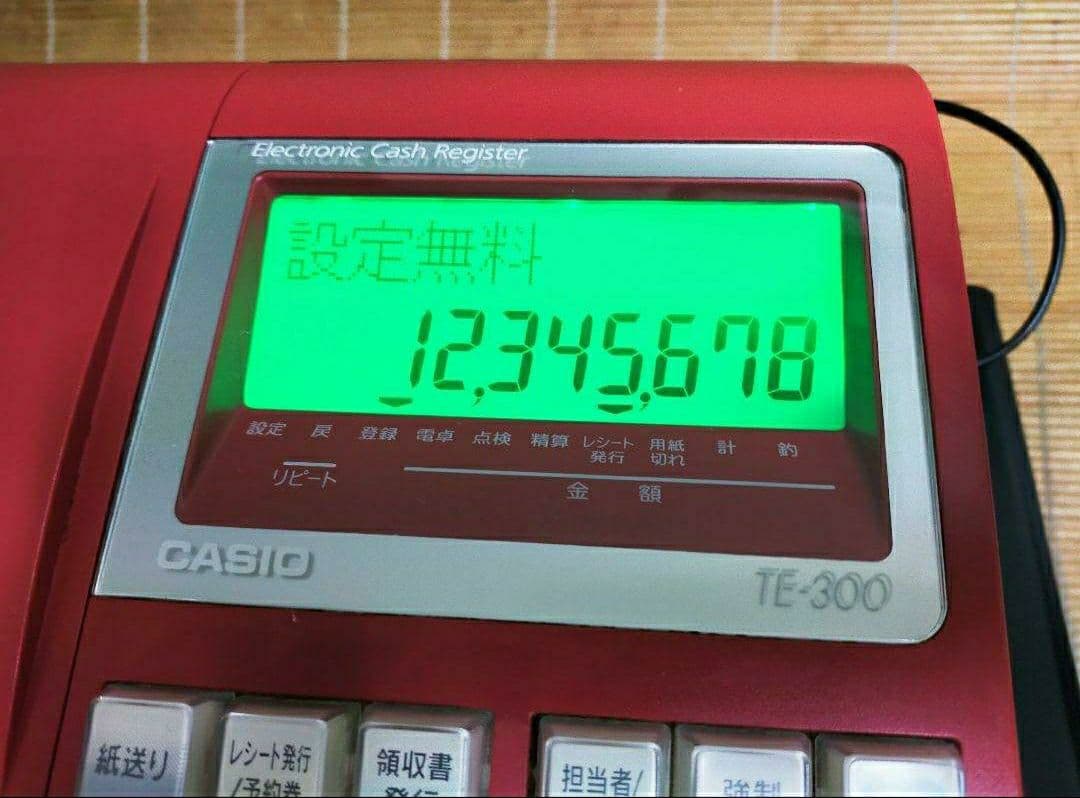 Electronic Cash Register
設定無料
12,345,678
設定 戻 登録 電卓 点検 精算 レシート発行 用紙切れ 計 釣
リピート 金額
CASIO TE-300
紙送り レシート発行/予約券 領収書発行 担当者/ 強制